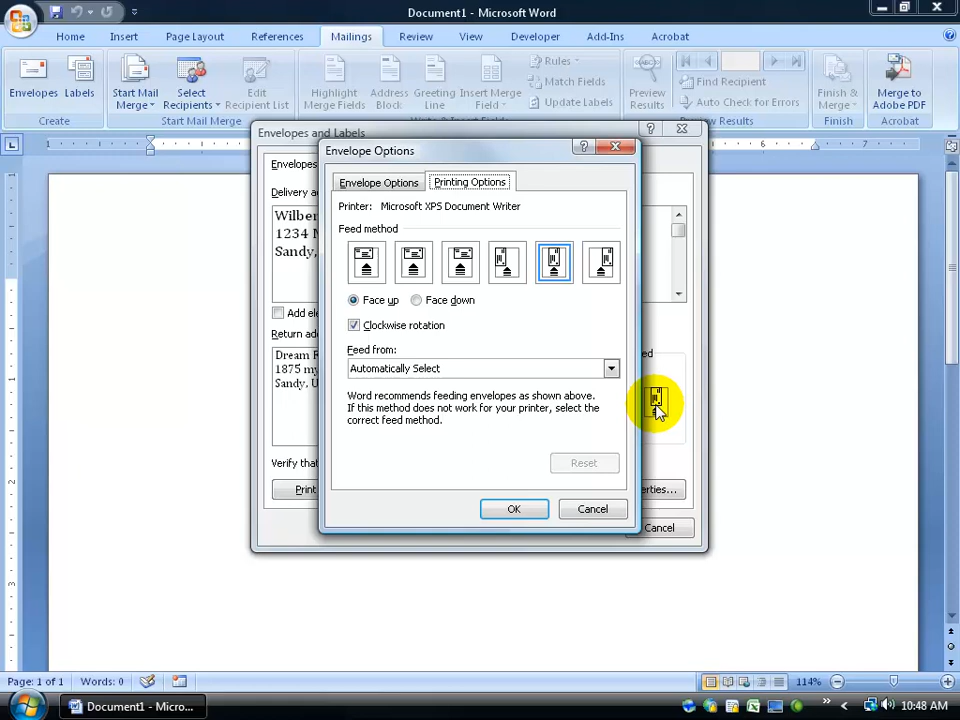 Document1 - Microsoft Word
Home Insert Page Layout References Mailings Review View Developer Add-Ins Acrobat
Envelopes
Labels
Start Mail
Merge
Select
Recipients
Edit
Recipient List
Highlight
Merge Fields
Address
Block
Greeting
Line
Insert Merge
Field
Rules
Match Fields
Update Labels
Preview
Results
Find Recipient
Auto Check for Errors
Finish &
Merge
Merge to
Adobe PDF
Create
Start Mail Merge
Preview Results
Finish
Acrobat
Envelopes and Labels
Envelopes
Delivery a
Wilber
1234 M
Sandy,
Add ele
Return add
Dream R
1875 my
Sandy, U
Verify that
Print
ed
erties...
Cancel
Envelope Options
Envelope Options
Printing Options
Printer: Microsoft XPS Document Writer
Feed method
Face up
Face down
Clockwise rotation
Feed from:
Automatically Select
Word recommends feeding envelopes as shown above.
If this method does not work for your printer, select the
correct feed method.
Reset
OK
Cancel
Page: 1 of 1
Words: 0
114%
Document1 - Micro...
10:48 AM